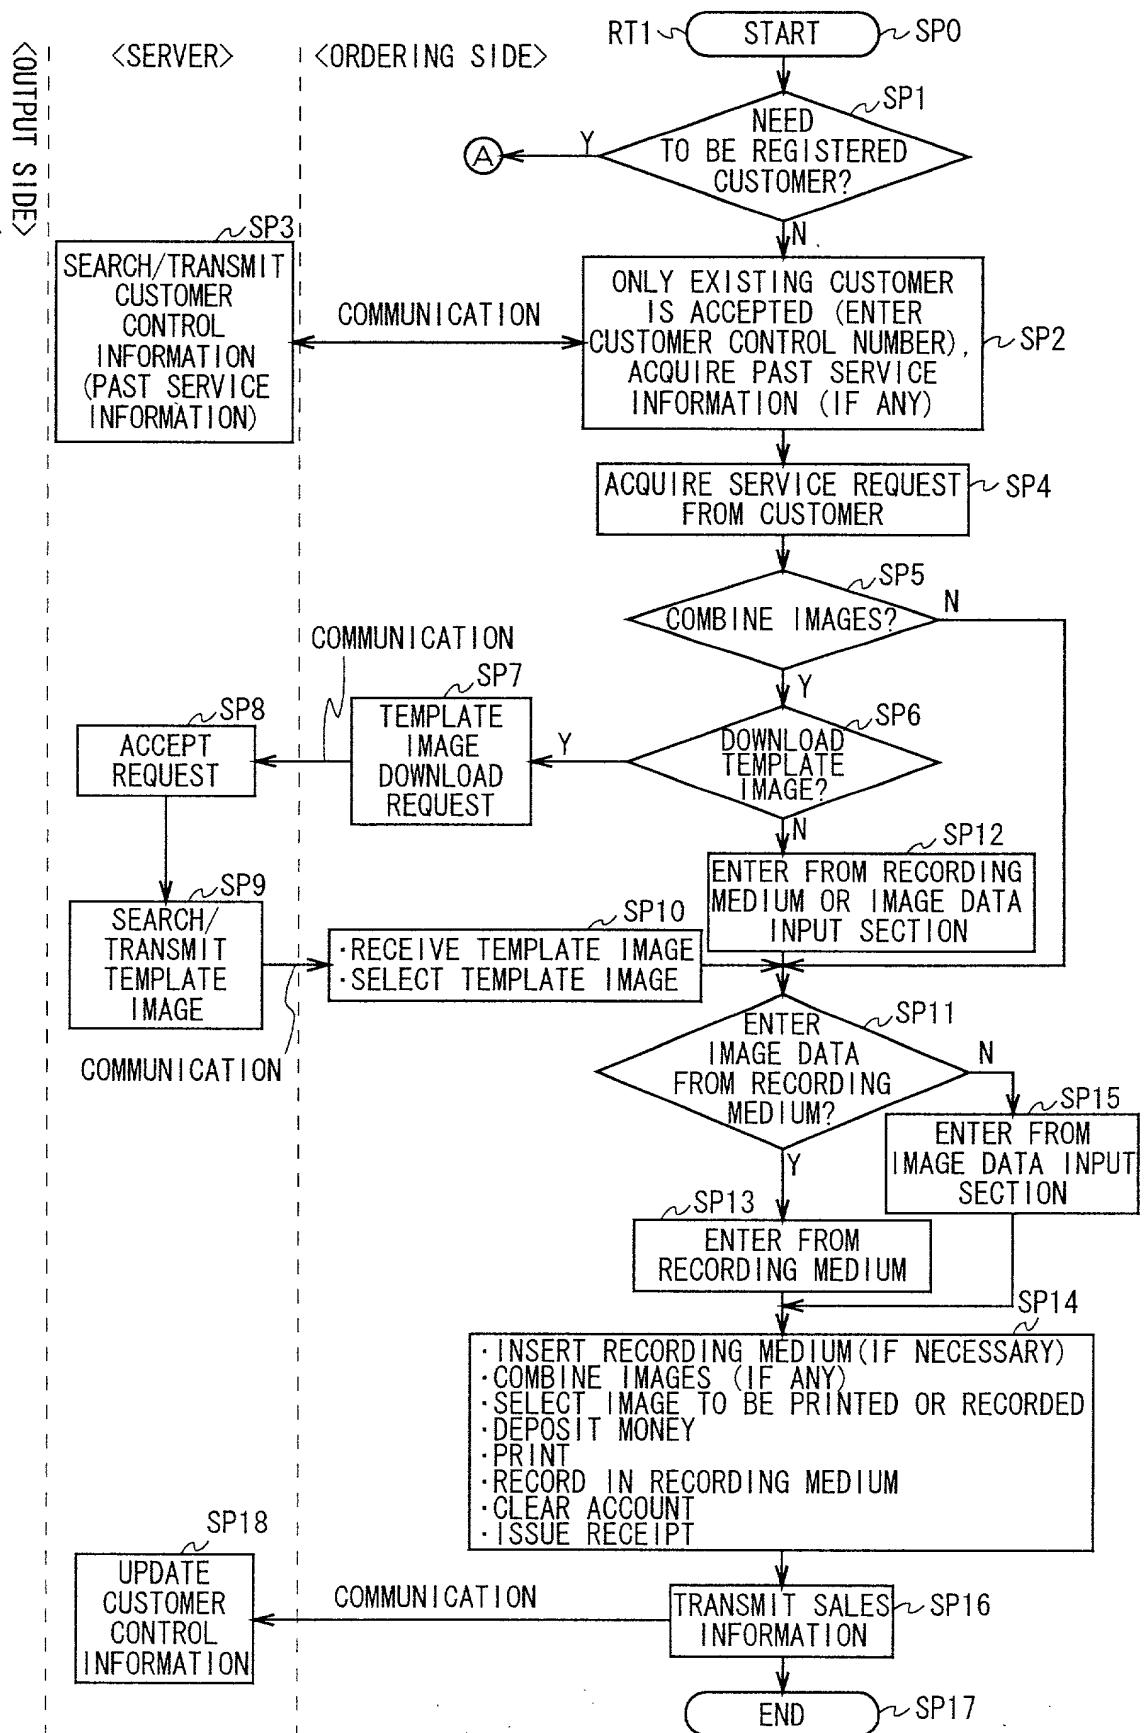 <OUTPUT SIDE>
<SERVER>
<ORDERING SIDE>
RT1
START
SP0
SP1
NEED
TO BE REGISTERED
CUSTOMER?
Y
A
N
SP3
SEARCH/TRANSMIT
CUSTOMER
CONTROL
INFORMATION
(PAST SERVICE
INFORMATION)
COMMUNICATION
ONLY EXISTING CUSTOMER
IS ACCEPTED (ENTER
CUSTOMER CONTROL NUMBER),
ACQUIRE PAST SERVICE
INFORMATION (IF ANY)
SP2
ACQUIRE SERVICE REQUEST
FROM CUSTOMER
SP4
SP5
COMBINE IMAGES?
N
Y
COMMUNICATION
SP6
DOWNLOAD
TEMPLATE
IMAGE?
Y
N
SP7
TEMPLATE
IMAGE
DOWNLOAD
REQUEST
SP8
ACCEPT
REQUEST
SP12
ENTER FROM RECORDING
MEDIUM OR IMAGE DATA
INPUT SECTION
SP9
SEARCH/
TRANSMIT
TEMPLATE
IMAGE
COMMUNICATION
SP10
·RECEIVE TEMPLATE IMAGE
·SELECT TEMPLATE IMAGE
SP11
ENTER
IMAGE DATA
FROM RECORDING
MEDIUM?
N
Y
SP15
ENTER FROM
IMAGE DATA INPUT
SECTION
SP13
ENTER FROM
RECORDING MEDIUM
SP14
·INSERT RECORDING MEDIUM(IF NECESSARY)
·COMBINE IMAGES (IF ANY)
·SELECT IMAGE TO BE PRINTED OR RECORDED
·DEPOSIT MONEY
·PRINT
·RECORD IN RECORDING MEDIUM
·CLEAR ACCOUNT
·ISSUE RECEIPT
SP18
UPDATE
CUSTOMER
CONTROL
INFORMATION
COMMUNICATION
TRANSMIT SALES
INFORMATION
SP16
END
SP17